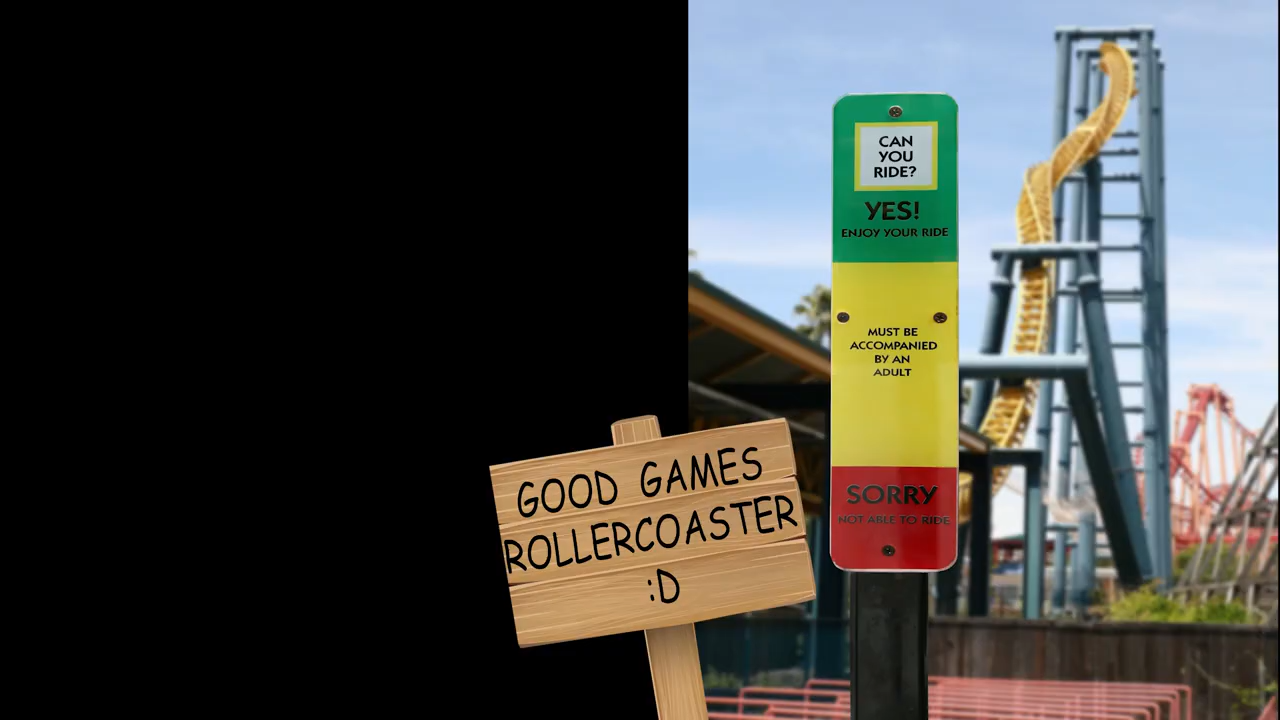 CAN
YOU
RIDE?
YES!
ENJOY YOUR RIDE
MUST BE
ACCOMPANIED
BY AN
ADULT
SORRY
NOT ABLE TO RIDE
GOOD GAMES
ROLLERCOASTER
:D